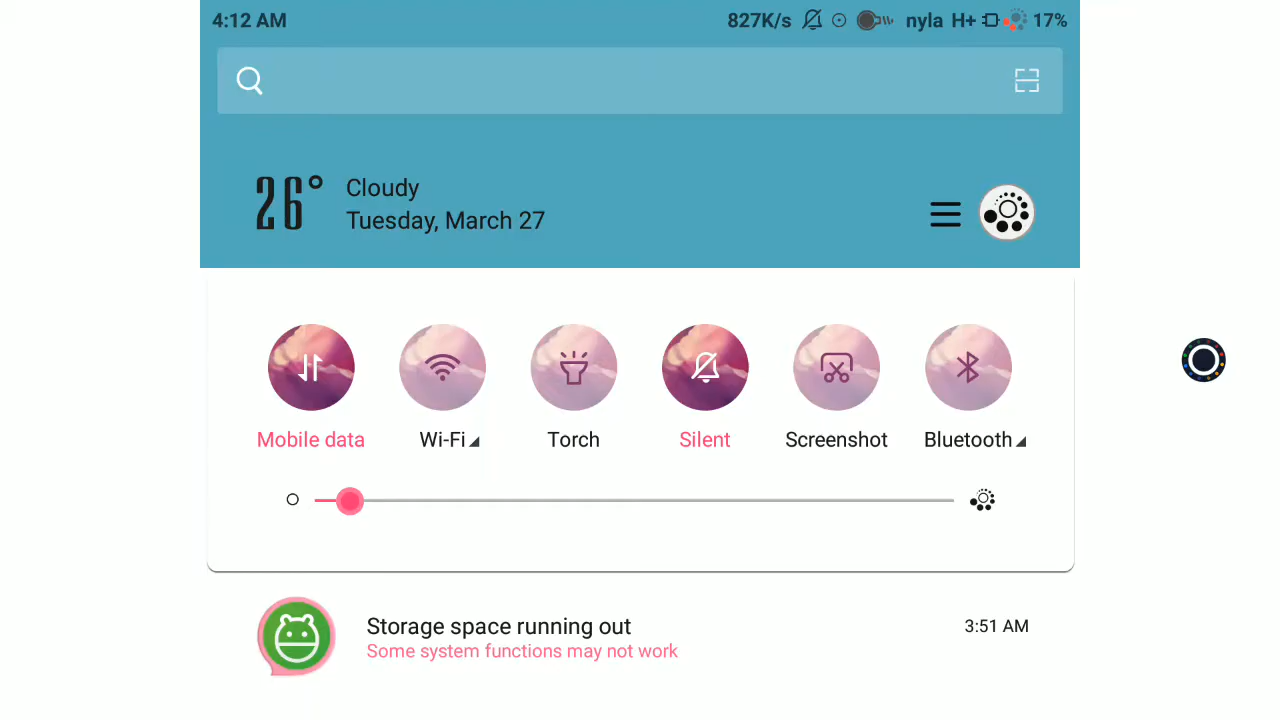 4:12 AM 827K/s nyla H+ 17%
26° Cloudy
Tuesday, March 27
Mobile data Wi-Fi Torch Silent Screenshot Bluetooth
Storage space running out 3:51 AM
Some system functions may not work